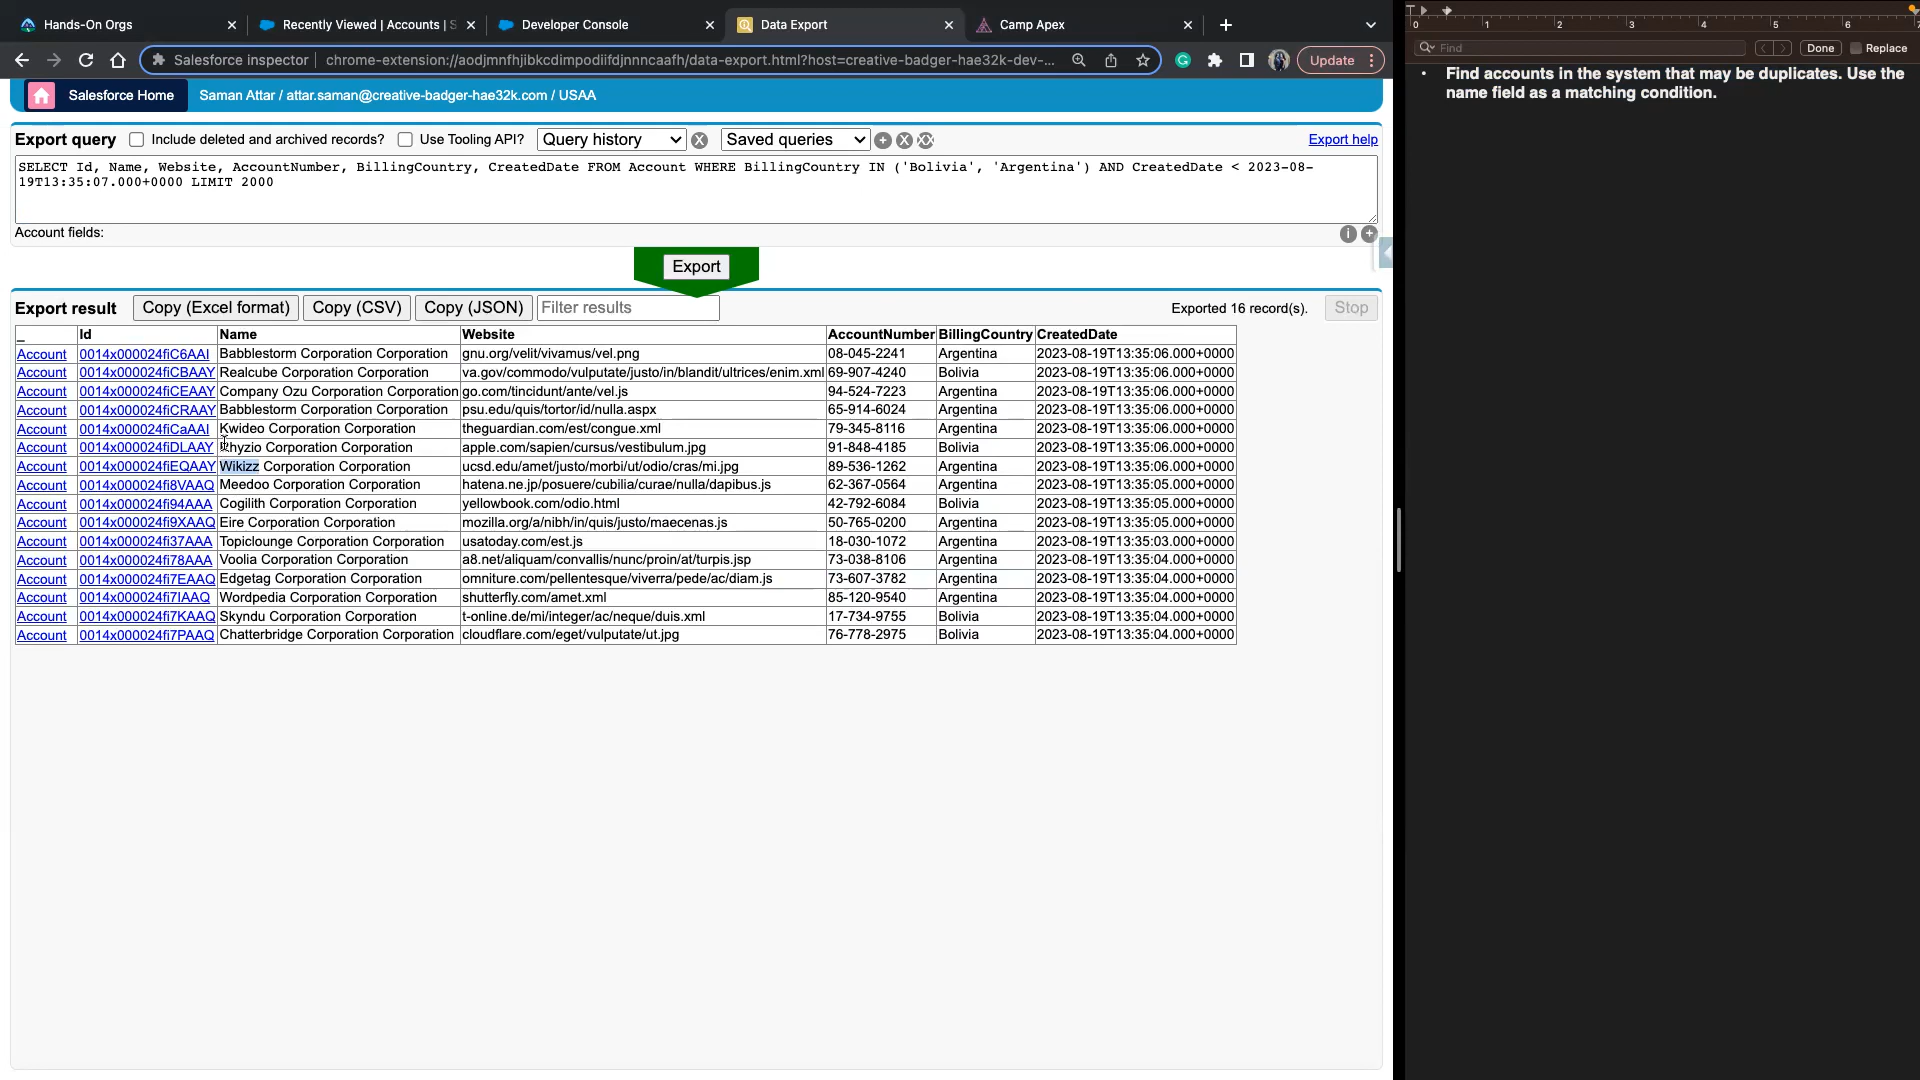 Hands-On Orgs
Recently Viewed | Accounts | S
Developer Console
Data Export
Camp Apex
Salesforce inspector
chrome-extension://aodjmnfhjibkcdimpodiifdjnnncaafh/data-export.html?host=creative-badger-hae32k-dev-...
Update
Salesforce Home
Saman Attar / attar.saman@creative-badger-hae32k.com / USAA
Export query
Include deleted and archived records?
Use Tooling API?
Query history
X
Saved queries
+
X
XX
Export help
SELECT Id, Name, Website, AccountNumber, BillingCountry, CreatedDate FROM Account WHERE BillingCountry IN ('Bolivia', 'Argentina') AND CreatedDate < 2023-08-
19T13:35:07.000+0000 LIMIT 2000
Account fields:
i
+
Export
Export result
Copy (Excel format)
Copy (CSV)
Copy (JSON)
Filter results
Exported 16 record(s).
Stop
_ Id Name Website AccountNumber BillingCountry CreatedDate
Account 0014x000024fiC6AAI Babblestorm Corporation Corporation gnu.org/velit/vivamus/vel.png 08-045-2241 Argentina 2023-08-19T13:35:06.000+0000
Account 0014x000024fiCBAAY Realcube Corporation Corporation va.gov/commodo/vulputate/justo/in/blandit/ultrices/enim.xml 69-907-4240 Bolivia 2023-08-19T13:35:06.000+0000
Account 0014x000024fiCEAAY Company Ozu Corporation Corporation go.com/tincidunt/ante/vel.js 94-524-7223 Argentina 2023-08-19T13:35:06.000+0000
Account 0014x000024fiCRAAY Babblestorm Corporation Corporation psu.edu/quis/tortor/id/nulla.aspx 65-914-6024 Argentina 2023-08-19T13:35:06.000+0000
Account 0014x000024fiCaAAI Kwideo Corporation Corporation theguardian.com/est/congue.xml 79-345-8116 Argentina 2023-08-19T13:35:06.000+0000
Account 0014x000024fiDLAAY Corporation Corporation apple.com/sapien/cursus/vestibulum.jpg 91-848-4185 Bolivia 2023-08-19T13:35:06.000+0000
Account 0014x000024fiEQAAY Wikizz Corporation Corporation ucsd.edu/amet/justo/morbi/ut/odio/cras/mi.jpg 89-536-1262 Argentina 2023-08-19T13:35:06.000+0000
Account 0014x000024fi8VAAQ Meedoo Corporation Corporation hatena.ne.jp/posuere/cubilia/curae/nulla/dapibus.js 62-367-0564 Argentina 2023-08-19T13:35:05.000+0000
Account 0014x000024fi94AAA Cogilith Corporation Corporation yellowbook.com/odio.html 42-792-6084 Bolivia 2023-08-19T13:35:05.000+0000
Account 0014x000024fi9XAAQ Eire Corporation Corporation mozilla.org/a/nibh/in/quis/justo/maecenas.js 50-765-0200 Argentina 2023-08-19T13:35:05.000+0000
Account 0014x000024fi37AAA Topiclounge Corporation Corporation usatoday.com/est.js 18-030-1072 Argentina 2023-08-19T13:35:03.000+0000
Account 0014x000024fi78AAA Voolia Corporation Corporation a8.net/aliquam/convallis/nunc/proin/at/turpis.jsp 73-038-8106 Argentina 2023-08-19T13:35:04.000+0000
Account 0014x000024fi7EAAQ Edgetag Corporation Corporation omniture.com/pellentesque/viverra/pede/ac/diam.js 73-607-3782 Argentina 2023-08-19T13:35:04.000+0000
Account 0014x000024fi7IAAQ Wordpedia Corporation Corporation shutterfly.com/amet.xml 85-120-9540 Argentina 2023-08-19T13:35:04.000+0000
Account 0014x000024fi7KAAQ Skyndu Corporation Corporation t-online.de/mi/integer/ac/neque/duis.xml 17-734-9755 Bolivia 2023-08-19T13:35:04.000+0000
Account 0014x000024fi7PAAQ Chatterbridge Corporation Corporation cloudflare.com/eget/vulputate/ut.jpg 76-778-2975 Bolivia 2023-08-19T13:35:04.000+0000
0 1 2 3 4 5 6 7
Find
Done
Replace
• Find accounts in the system that may be duplicates. Use the
name field as a matching condition.